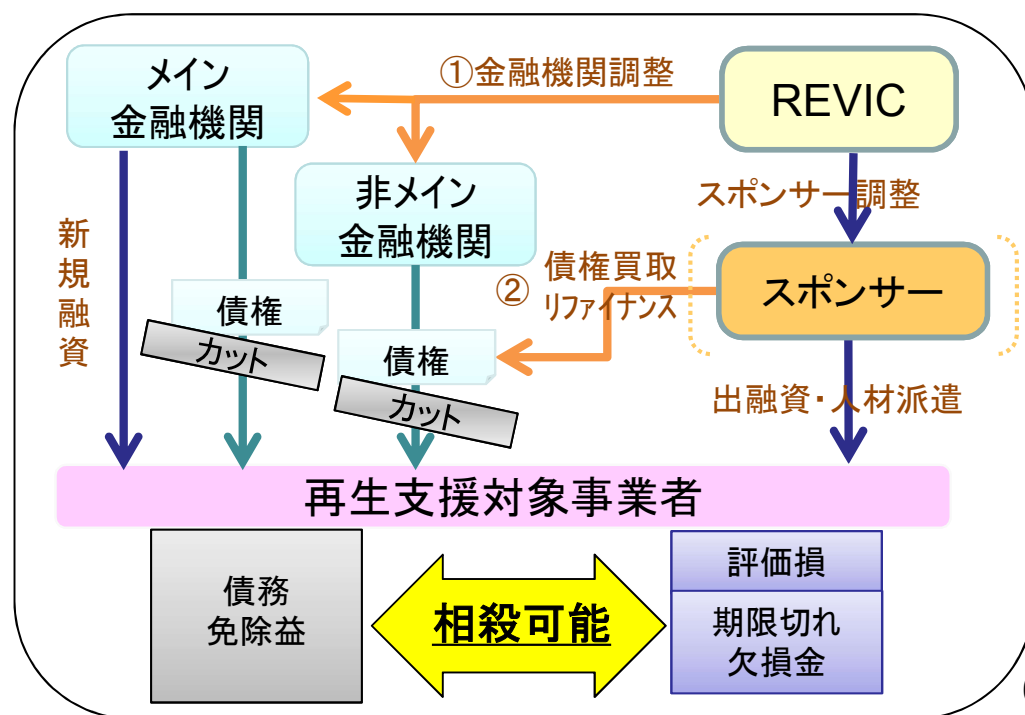 メイン
金融機関
①金融機関調整
REVIC
非メイン
金融機関
スポンサー調整
新規融資
債権
カット
②
債権買取
リファイナンス
スポンサー
債権
カット
出融資・人材派遣
再生支援対象事業者
債務
免除益
相殺可能
評価損
期限切れ
欠損金